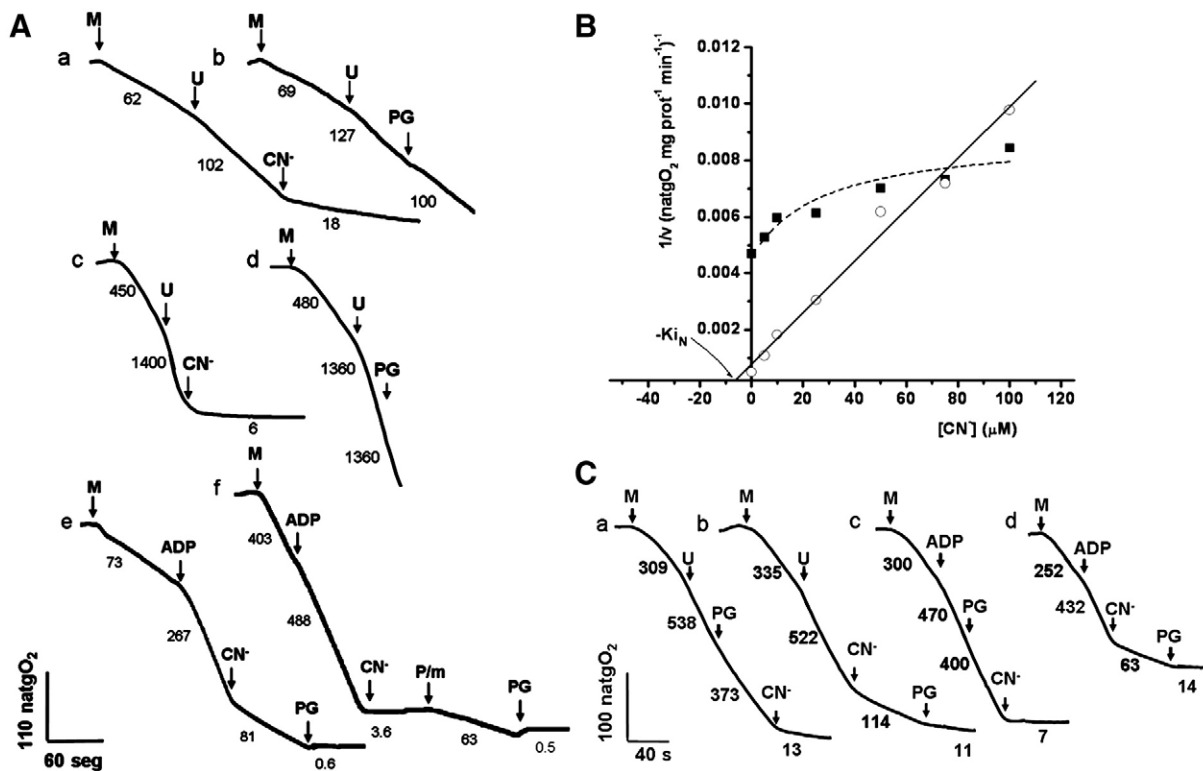 A
M
a
62
U
102
CN-
18
M
b
69
U
127
PG
100
M
c
450
U
1400
CN-
6
M
d
480
U
1360
PG
1360
M
e
73
ADP
267
CN-
81
PG
0.6
M
f
403
ADP
488
CN-
3.6
P/m
63
PG
0.5
110 natgO2
60 seg
B
1/v (natgO2 mg prot-1 min-1)-1
0.012
0.010
0.008
0.006
0.004
0.002
-KiN
-40 -20 0 20 40 60 80 100 120
[CN-] (µM)
C
M
a
309
U
538
PG
373
CN-
13
M
b
335
U
522
CN-
114
PG
11
M
c
300
ADP
470
PG
400
CN-
7
M
d
252
ADP
432
CN-
63
PG
14
100 natgO2
40 s